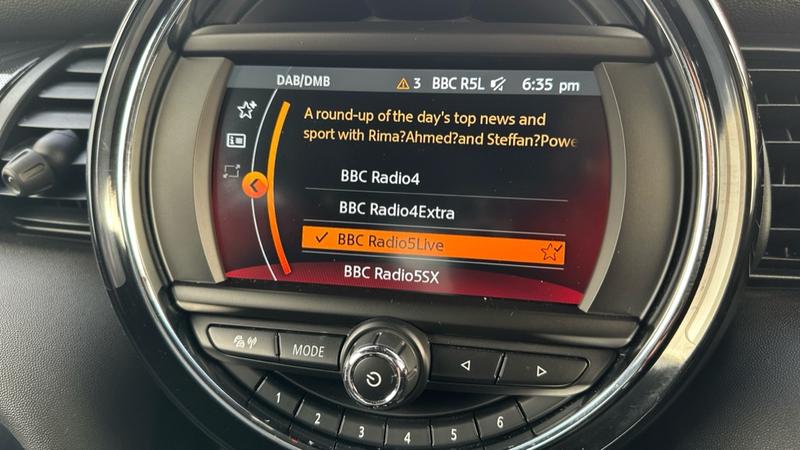 DAB/DMB 3 BBC R5L 6:35 pm
A round-up of the day's top news and
sport with Rima?Ahmed?and Steffan?Powe
BBC Radio4
BBC Radio4Extra
BBC Radio5Live
BBC Radio5SX
MODE
1 2 3 4 5 6